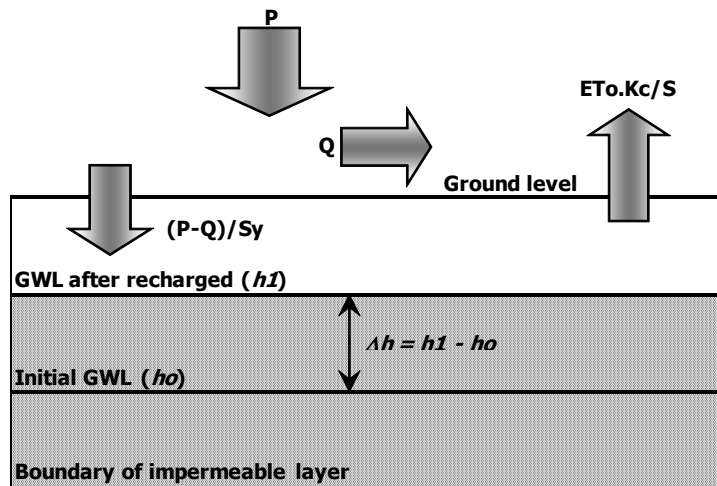 P
ETo.Kc/S
Q
Ground level
(P-Q)/Sy
GWL after recharged (h1)
Δh = h1 - ho
Initial GWL (ho)
Boundary of impermeable layer